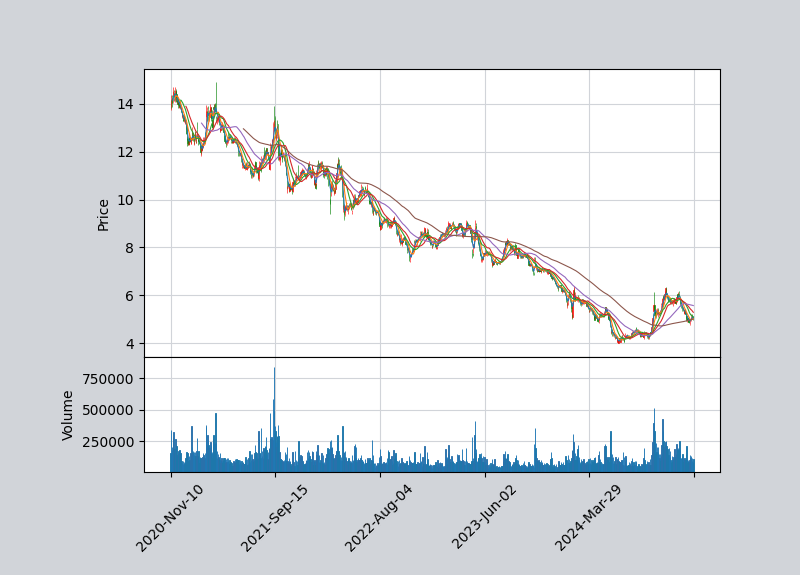 Price
14
12
10
8
6
4
Volume
750000
500000
250000
2020-Nov-10
2021-Sep-15
2022-Aug-04
2023-Jun-02
2024-Mar-29